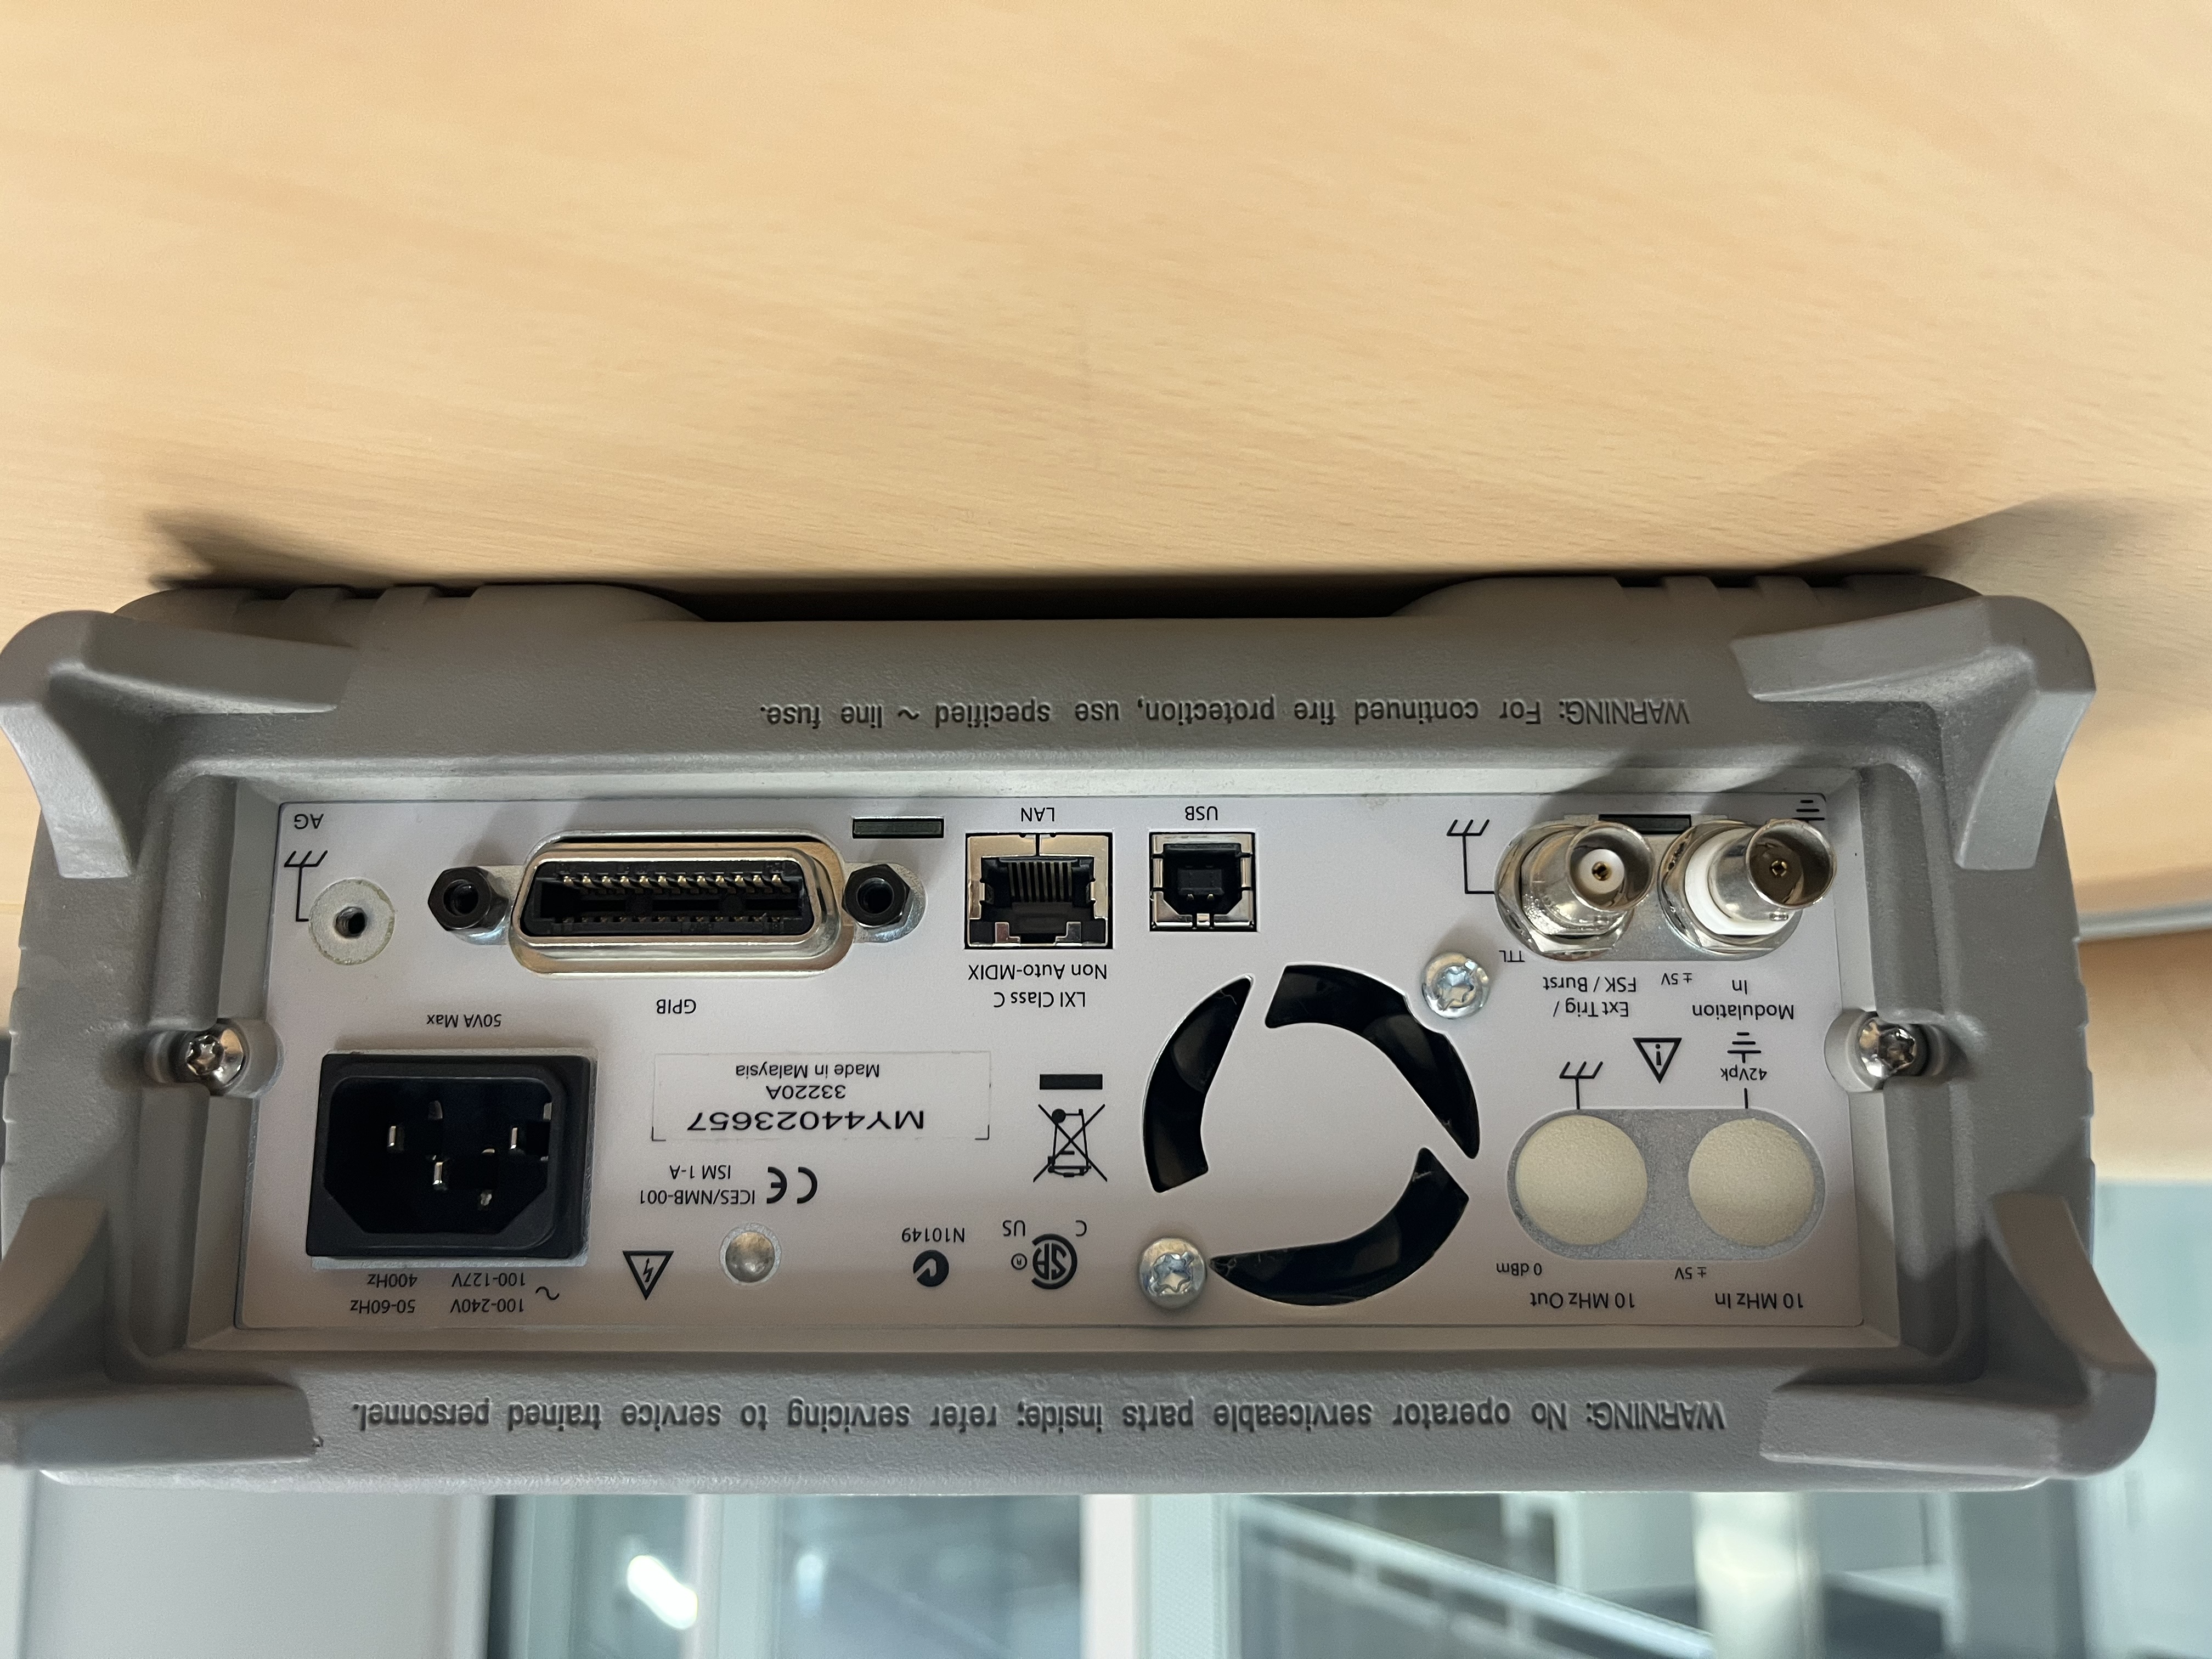 WARNING: No operator serviceable parts inside; refer servicing to service trained personnel.
10 MHz In
± 5V
10 MHz Out
0 dBm
42Vpk
Modulation
In
± 5V
Ext Trig /
FSK / Burst
TTL
SA ®
C US
N10149
CE ICES/NMB-001
ISM 1-A
MY44023657
33220A
Made in Malaysia
~ 100-240V 50-60Hz
100-127V 400Hz
50VA Max
LXI Class C
Non Auto-MDIX
GPIB
USB
LAN
AG
WARNING: For continued fire protection, use specified ~ line fuse.